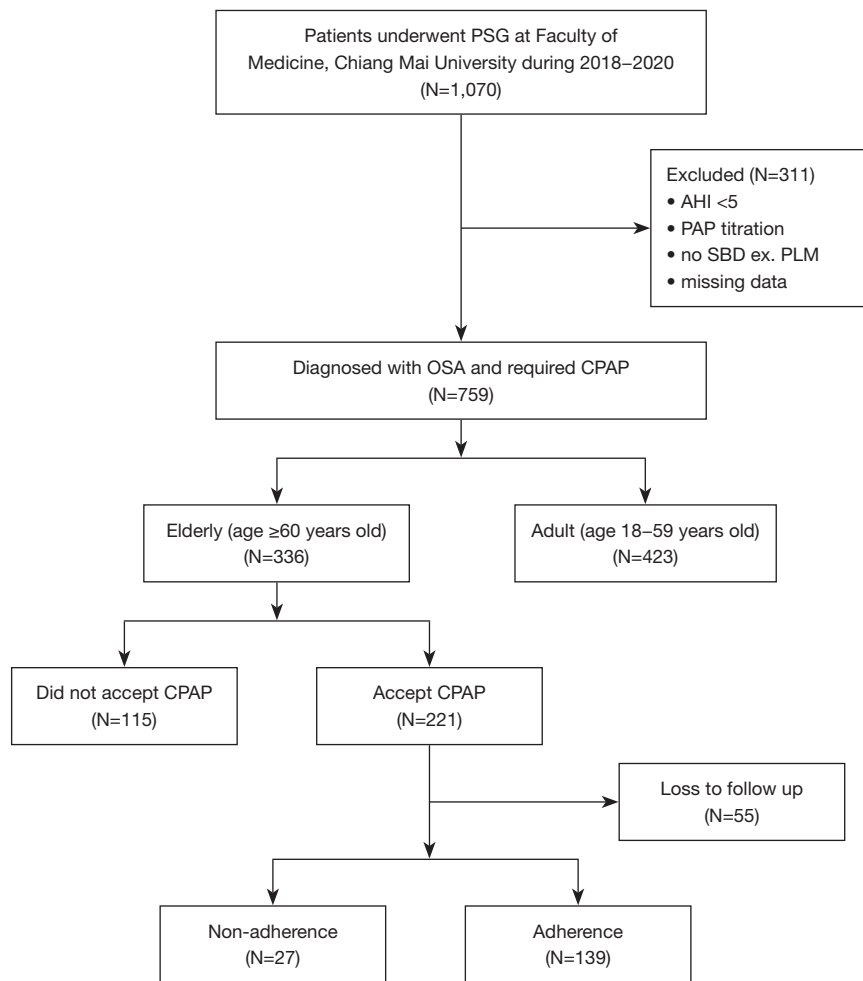 Patients underwent PSG at Faculty of
Medicine, Chiang Mai University during 2018–2020
(N=1,070)
Excluded (N=311)
• AHI <5
• PAP titration
• no SBD ex. PLM
• missing data
Diagnosed with OSA and required CPAP
(N=759)
Elderly (age ≥60 years old)
(N=336)
Adult (age 18–59 years old)
(N=423)
Did not accept CPAP
(N=115)
Accept CPAP
(N=221)
Loss to follow up
(N=55)
Non-adherence
(N=27)
Adherence
(N=139)